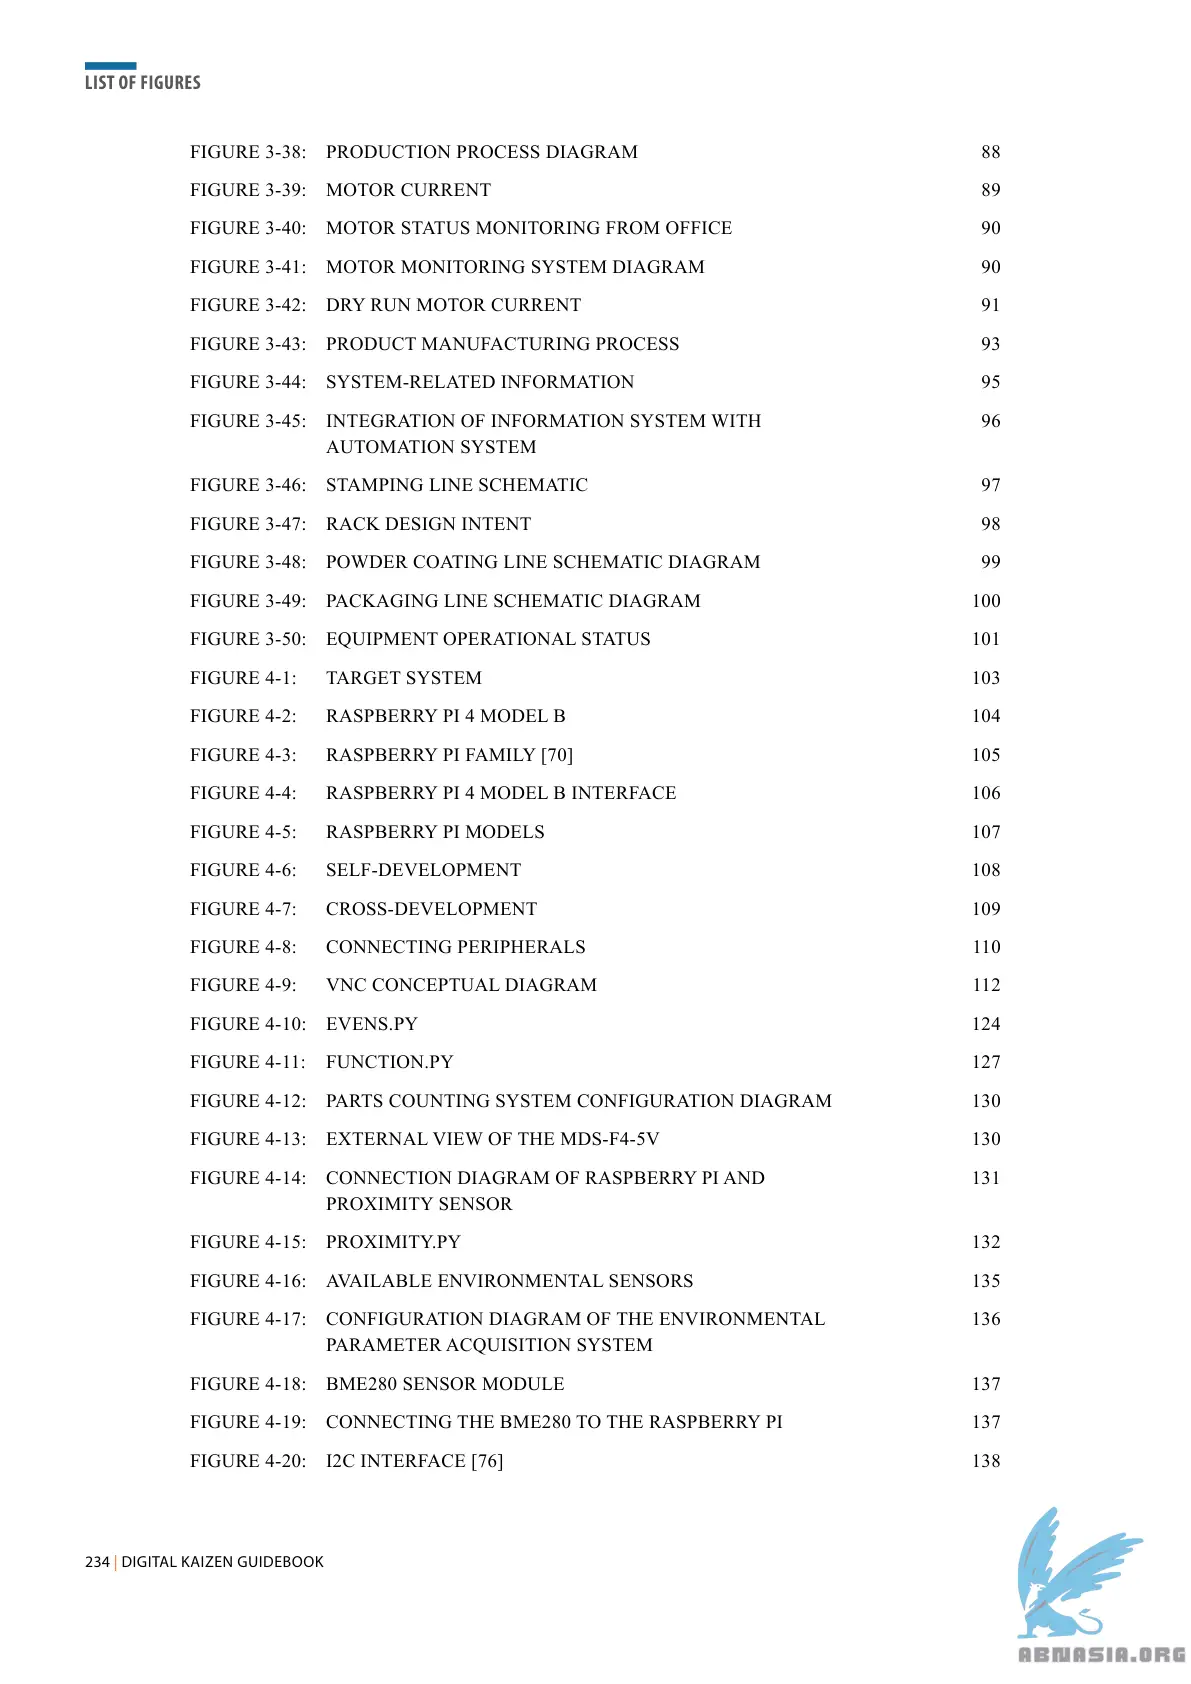 LIST OF FIGURES
FIGURE 3-38: PRODUCTION PROCESS DIAGRAM 88
FIGURE 3-39: MOTOR CURRENT 89
FIGURE 3-40: MOTOR STATUS MONITORING FROM OFFICE 90
FIGURE 3-41: MOTOR MONITORING SYSTEM DIAGRAM 90
FIGURE 3-42: DRY RUN MOTOR CURRENT 91
FIGURE 3-43: PRODUCT MANUFACTURING PROCESS 93
FIGURE 3-44: SYSTEM-RELATED INFORMATION 95
FIGURE 3-45: INTEGRATION OF INFORMATION SYSTEM WITH 96
AUTOMATION SYSTEM
FIGURE 3-46: STAMPING LINE SCHEMATIC 97
FIGURE 3-47: RACK DESIGN INTENT 98
FIGURE 3-48: POWDER COATING LINE SCHEMATIC DIAGRAM 99
FIGURE 3-49: PACKAGING LINE SCHEMATIC DIAGRAM 100
FIGURE 3-50: EQUIPMENT OPERATIONAL STATUS 101
FIGURE 4-1: TARGET SYSTEM 103
FIGURE 4-2: RASPBERRY PI 4 MODEL B 104
FIGURE 4-3: RASPBERRY PI FAMILY [70] 105
FIGURE 4-4: RASPBERRY PI 4 MODEL B INTERFACE 106
FIGURE 4-5: RASPBERRY PI MODELS 107
FIGURE 4-6: SELF-DEVELOPMENT 108
FIGURE 4-7: CROSS-DEVELOPMENT 109
FIGURE 4-8: CONNECTING PERIPHERALS 110
FIGURE 4-9: VNC CONCEPTUAL DIAGRAM 112
FIGURE 4-10: EVENS.PY 124
FIGURE 4-11: FUNCTION.PY 127
FIGURE 4-12: PARTS COUNTING SYSTEM CONFIGURATION DIAGRAM 130
FIGURE 4-13: EXTERNAL VIEW OF THE MDS-F4-5V 130
FIGURE 4-14: CONNECTION DIAGRAM OF RASPBERRY PI AND 131
PROXIMITY SENSOR
FIGURE 4-15: PROXIMITY.PY 132
FIGURE 4-16: AVAILABLE ENVIRONMENTAL SENSORS 135
FIGURE 4-17: CONFIGURATION DIAGRAM OF THE ENVIRONMENTAL 136
PARAMETER ACQUISITION SYSTEM
FIGURE 4-18: BME280 SENSOR MODULE 137
FIGURE 4-19: CONNECTING THE BME280 TO THE RASPBERRY PI 137
FIGURE 4-20: I2C INTERFACE [76] 138
234 | DIGITAL KAIZEN GUIDEBOOK
ABNASIA.ORG